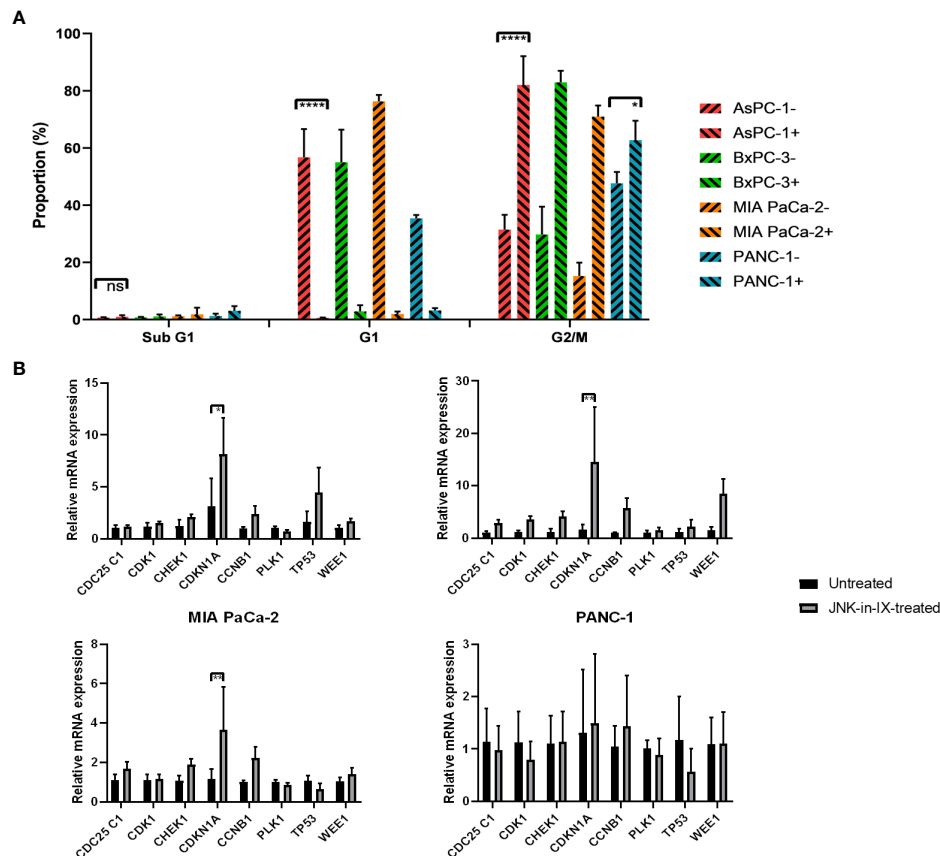 A
Proportion (%)
100
80
60
40
20
0
ns
****
****
*
Sub G1
G1
G2/M
AsPC-1-
AsPC-1+
BxPC-3-
BxPC-3+
MIA PaCa-2-
MIA PaCa-2+
PANC-1-
PANC-1+
B
Relative mRNA expression
15
10
5
0
*
CDC25 C1
CDK1
CHEK1
CDKN1A
CCNB1
PLK1
TP53
WEE1
Relative mRNA expression
30
20
10
0
**
CDC25 C1
CDK1
CHEK1
CDKN1A
CCNB1
PLK1
TP53
WEE1
Untreated
JNK-in-IX-treated
MIA PaCa-2
Relative mRNA expression
8
6
4
2
0
**
CDC25 C1
CDK1
CHEK1
CDKN1A
CCNB1
PLK1
TP53
WEE1
PANC-1
Relative mRNA expression
3
2
1
0
CDC25 C1
CDK1
CHEK1
CDKN1A
CCNB1
PLK1
TP53
WEE1